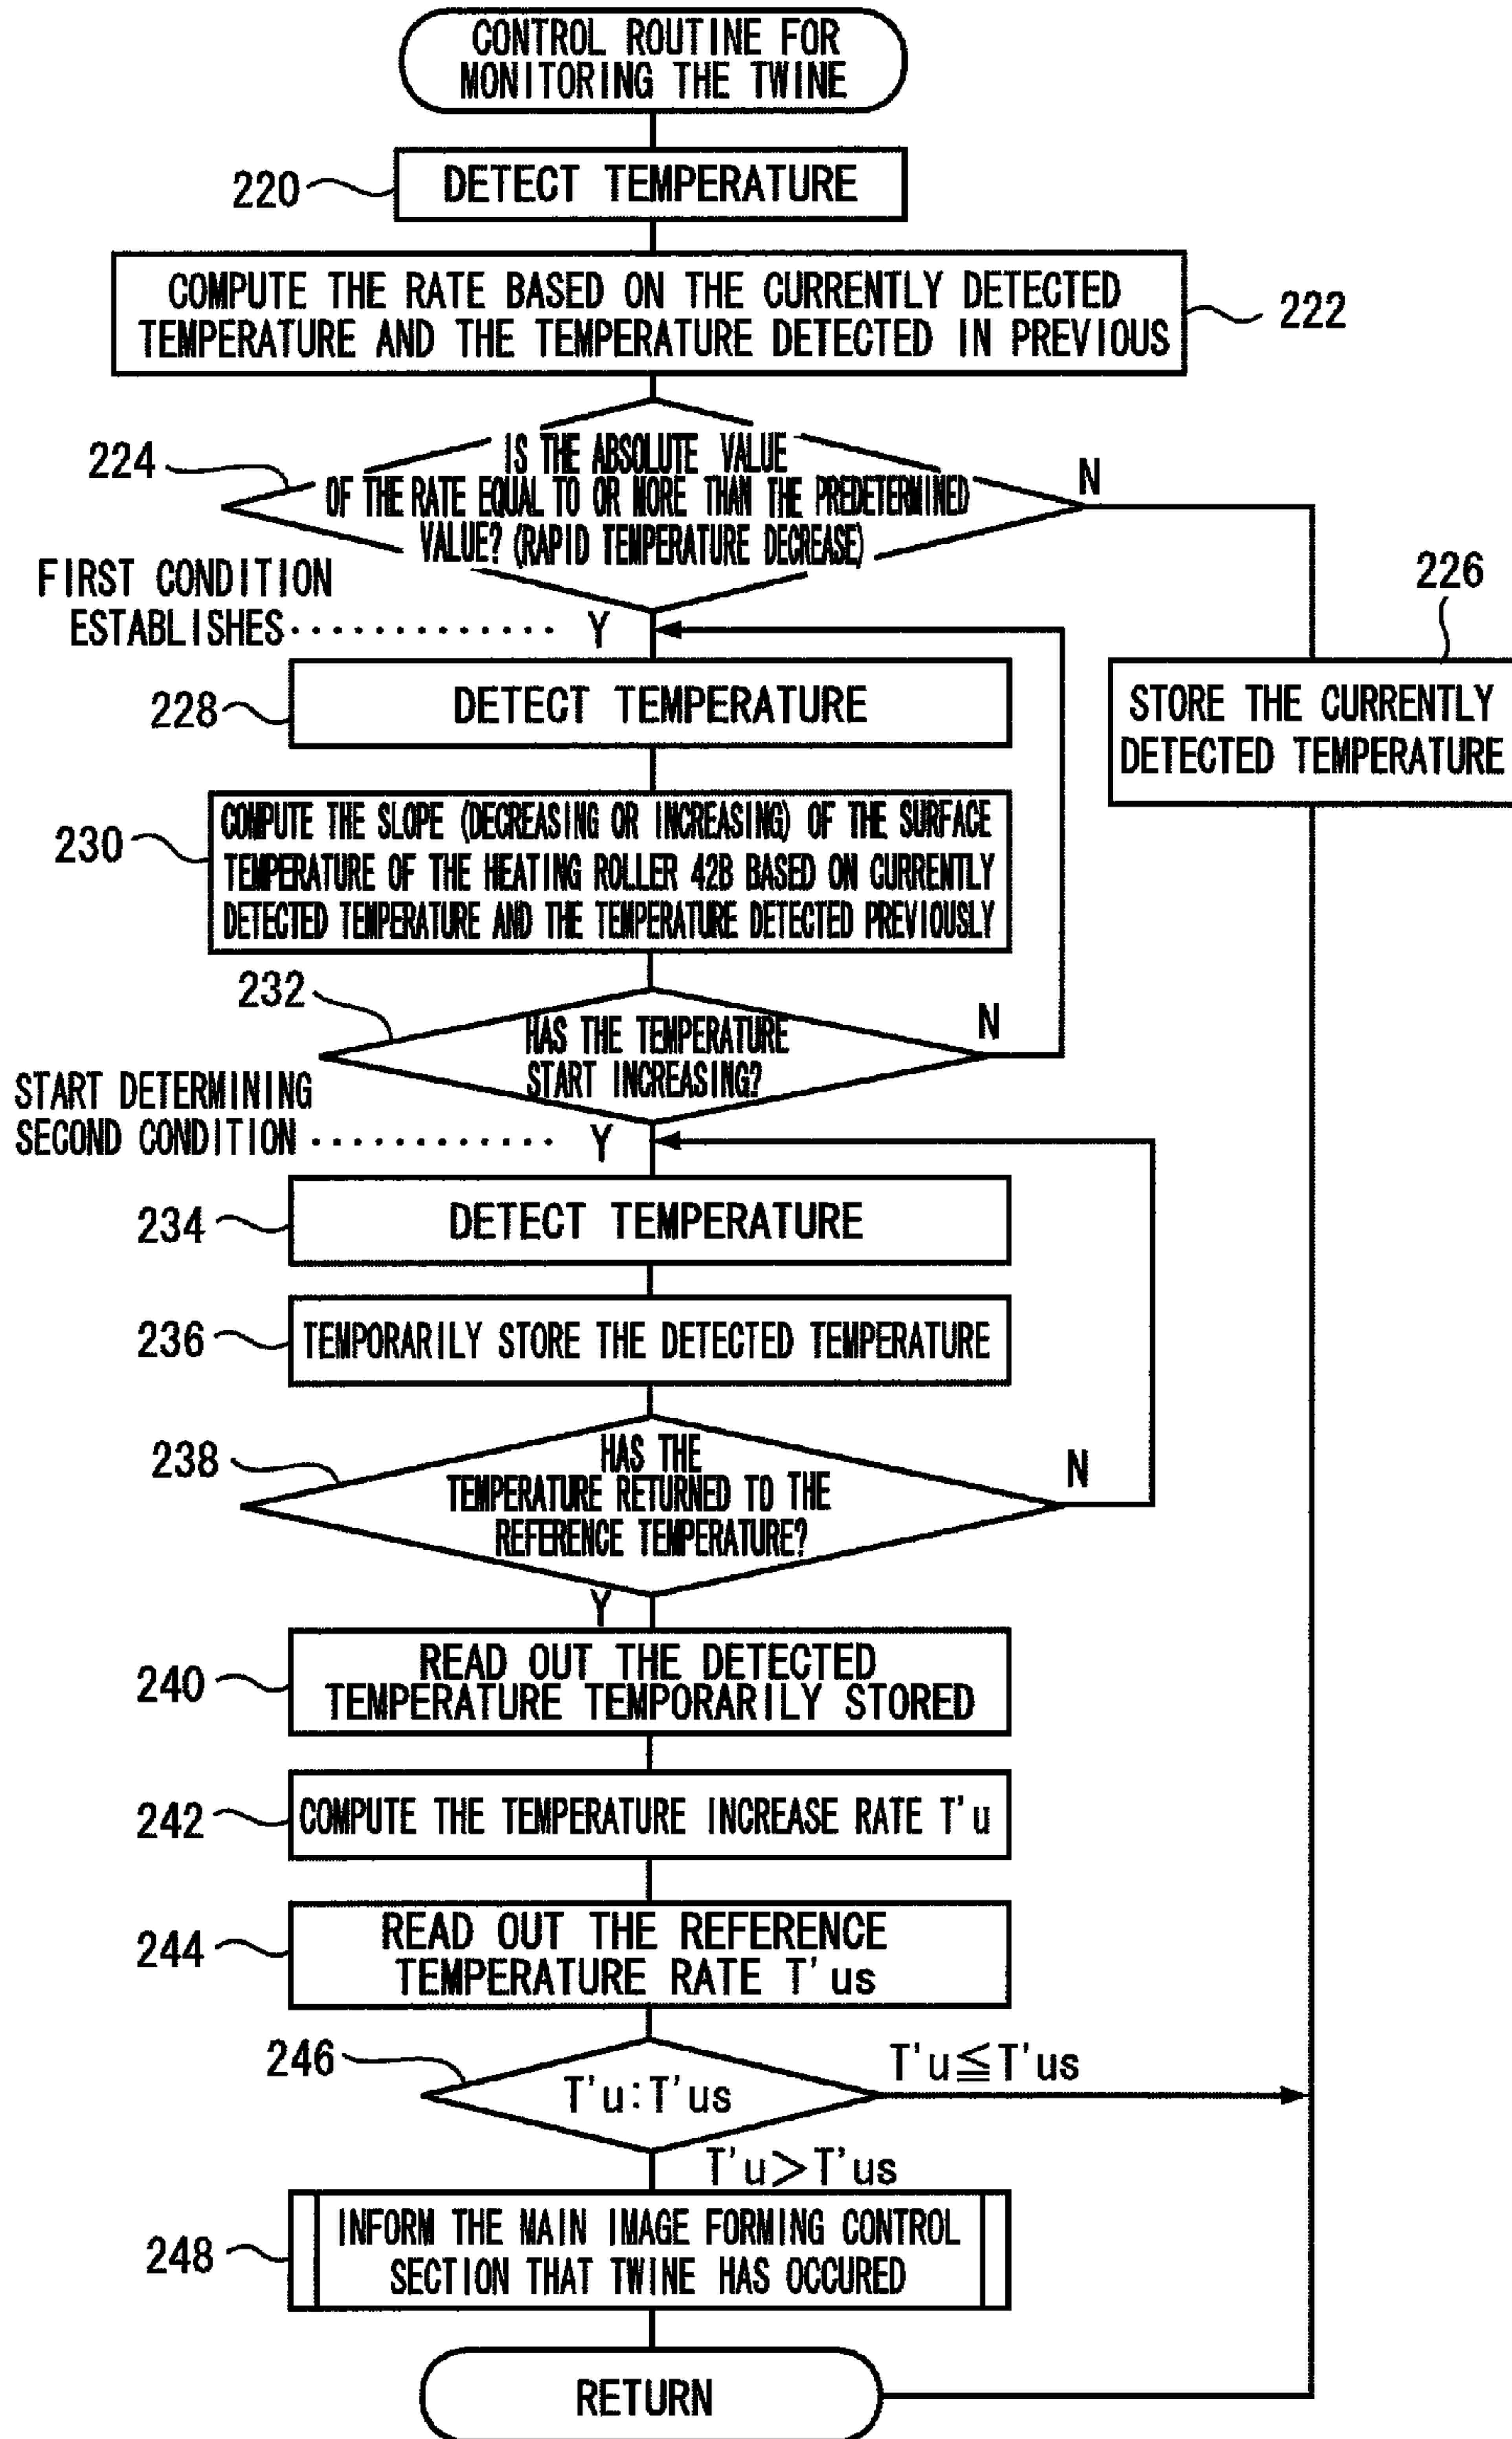 CONTROL ROUTINE FOR
MONITORING THE TWINE
220
DETECT TEMPERATURE
COMPUTE THE RATE BASED ON THE CURRENTLY DETECTED
TEMPERATURE AND THE TEMPERATURE DETECTED IN PREVIOUS
222
224
IS THE ABSOLUTE VALUE
OF THE RATE EQUAL TO OR MORE THAN THE PREDETERMINED
VALUE? (RAPID TEMPERATURE DECREASE)
N
FIRST CONDITION
ESTABLISHES
Y
226
STORE THE CURRENTLY
DETECTED TEMPERATURE
228
DETECT TEMPERATURE
230
COMPUTE THE SLOPE (DECREASING OR INCREASING) OF THE SURFACE
TEMPERATURE OF THE HEATING ROLLER 42B BASED ON CURRENTLY
DETECTED TEMPERATURE AND THE TEMPERATURE DETECTED PREVIOUSLY
232
HAS THE TEMPERATURE
START INCREASING?
N
START DETERMINING
SECOND CONDITION
Y
234
DETECT TEMPERATURE
236
TEMPORARILY STORE THE DETECTED TEMPERATURE
238
HAS THE
TEMPERATURE RETURNED TO THE
REFERENCE TEMPERATURE?
N
Y
240
READ OUT THE DETECTED
TEMPERATURE TEMPORARILY STORED
242
COMPUTE THE TEMPERATURE INCREASE RATE T'u
244
READ OUT THE REFERENCE
TEMPERATURE RATE T'us
246
T'u:T'us
T'u≦T'us
T'u>T'us
248
INFORM THE MAIN IMAGE FORMING CONTROL
SECTION THAT TWINE HAS OCCURED
RETURN